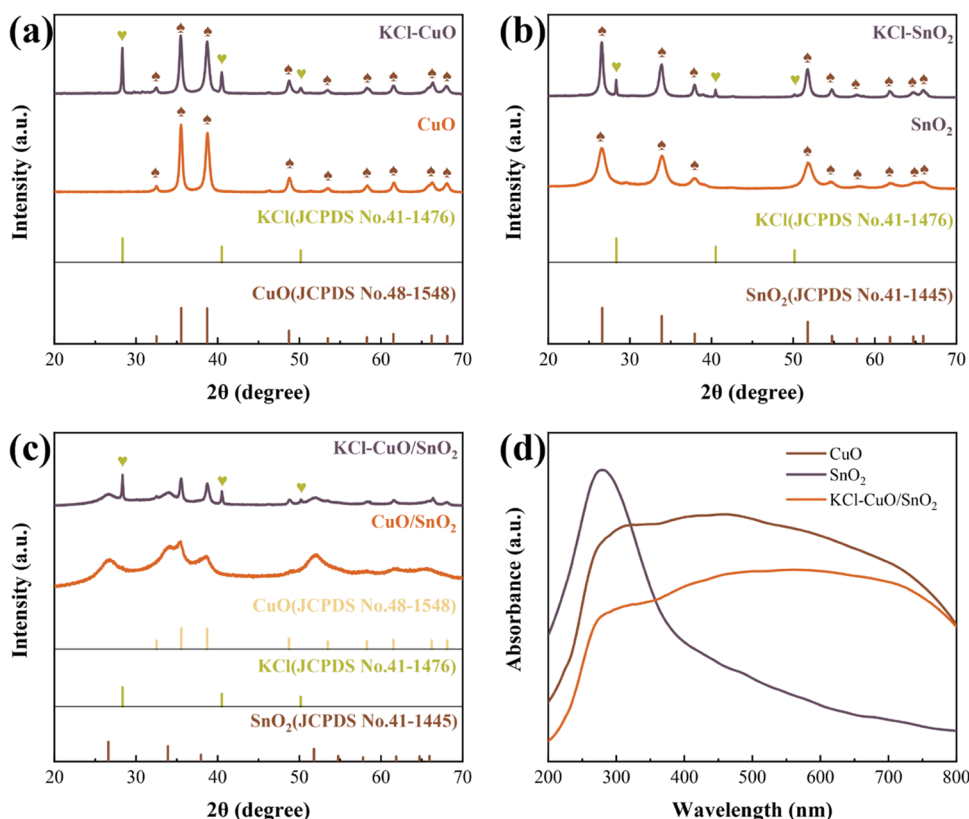 (a)
KCl-CuO
CuO
KCl(JCPDS No.41-1476)
CuO(JCPDS No.48-1548)
Intensity (a.u.)
20 30 40 50 60 70
2θ (degree)
(b)
KCl-SnO₂
SnO₂
KCl(JCPDS No.41-1476)
SnO₂(JCPDS No.41-1445)
Intensity (a.u.)
20 30 40 50 60 70
2θ (degree)
(c)
KCl-CuO/SnO₂
CuO/SnO₂
CuO(JCPDS No.48-1548)
KCl(JCPDS No.41-1476)
SnO₂(JCPDS No.41-1445)
Intensity (a.u.)
20 30 40 50 60 70
2θ (degree)
(d)
CuO
SnO₂
KCl-CuO/SnO₂
Absorbance (a.u.)
200 300 400 500 600 700 800
Wavelength (nm)